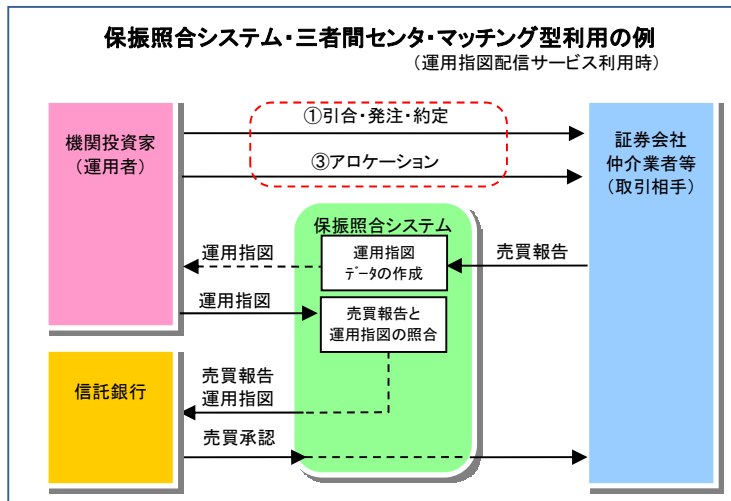 保振照合システム・三者間センタ・マッチング型利用の例
（運用指図配信サービス利用時）
①引合・発注・約定
機関投資家
（運用者）
証券会社
仲介業者等
（取引相手）
③アロケーション
保振照合システム
運用指図
運用指図
ﾃﾞｰﾀの作成
売買報告
運用指図
売買報告と
運用指図の照合
信託銀行
売買報告
運用指図
売買承認